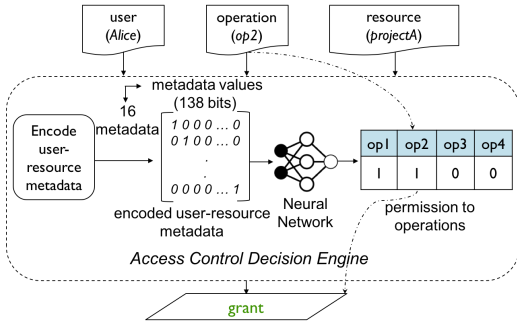 user
(Alice)
operation
(op2)
resource
(projectA)
metadata values
(138 bits)
16
metadata
Encode
user-
resource
metadata
1 0 0 0 ... 0
0 1 0 0 ... 0
.
.
0 0 0 0 ... 1
encoded user-resource
metadata
Neural
Network
op1 op2 op3 op4
1 1 0 0
permission to
operations
Access Control Decision Engine
grant